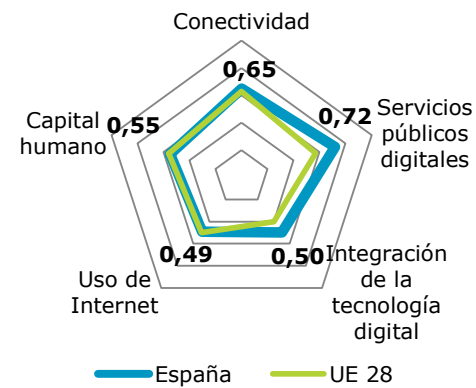 Conectividad
0,65
0,72
Servicios
públicos
digitales
0,55
Capital
humano
0,49
0,50
Uso de
Internet
Integración
de la
tecnología
digital
España
UE 28